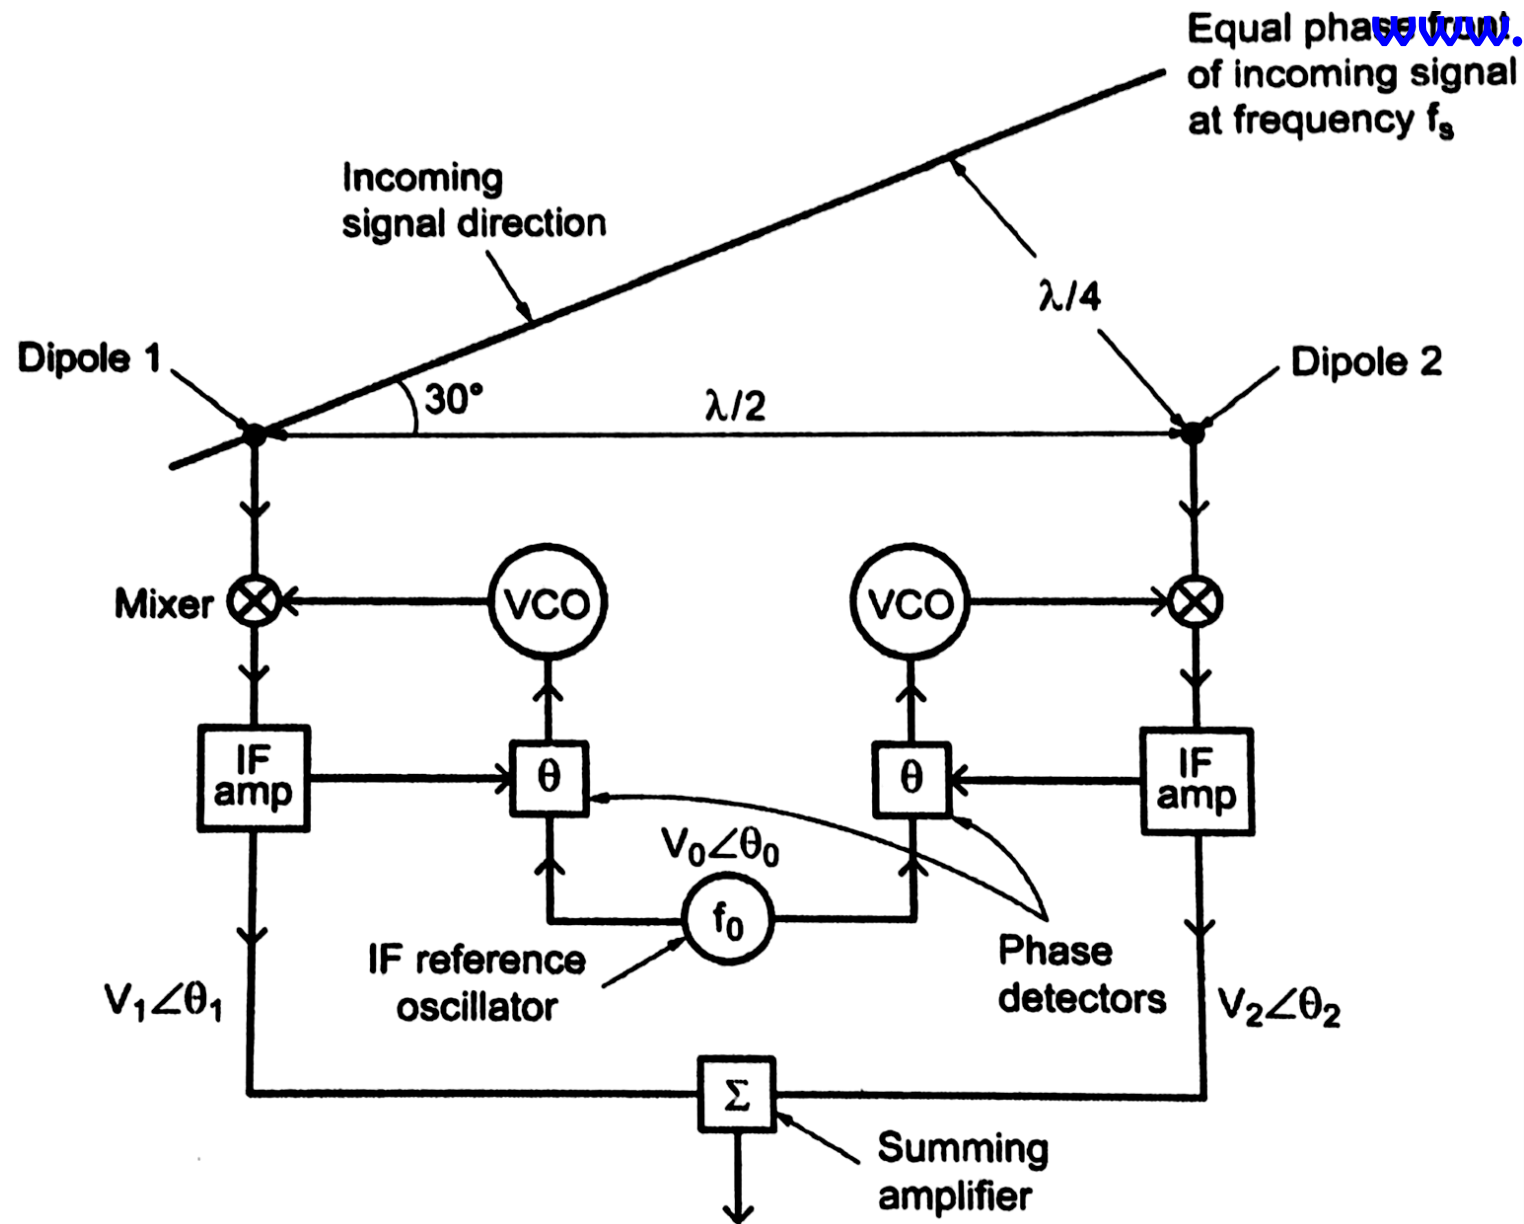 Equal phase front
www.
of incoming signal
at frequency fₛ
Incoming
signal direction
λ/4
Dipole 1
Dipole 2
30°
λ/2
Mixer
VCO
VCO
IF
amp
θ
θ
IF
amp
V₀∠θ₀
f₀
IF reference
oscillator
Phase
detectors
V₁∠θ₁
V₂∠θ₂
Σ
Summing
amplifier